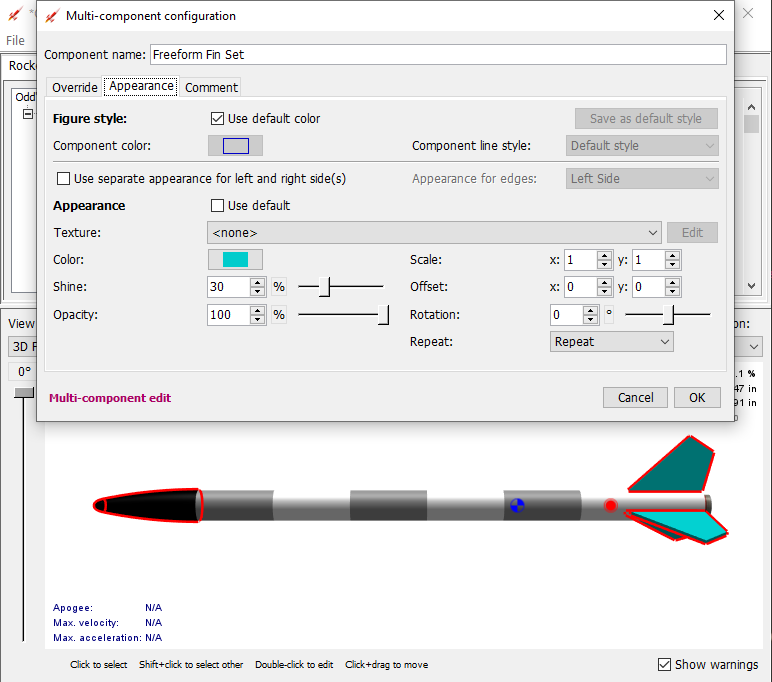 Multi-component configuration
File
Component name: Freeform Fin Set
Rock
Override Appearance Comment
Odd
Figure style: Use default color Save as default style
Component color: Component line style: Default style
Use separate appearance for left and right side(s) Appearance for edges: Left Side
Appearance Use default
Texture: <none> Edit
Color: Scale: x: 1 y: 1
Shine: 30 % Offset: x: 0 y: 0
Opacity: 100 % Rotation: 0 °
Repeat: Repeat
View on:
3D F
0° .1 %
47 in
Multi-component edit Cancel OK
91 in
Apogee: N/A
Max. velocity: N/A
Max. acceleration: N/A
Click to select Shift+click to select other Double-click to edit Click+drag to move Show warnings